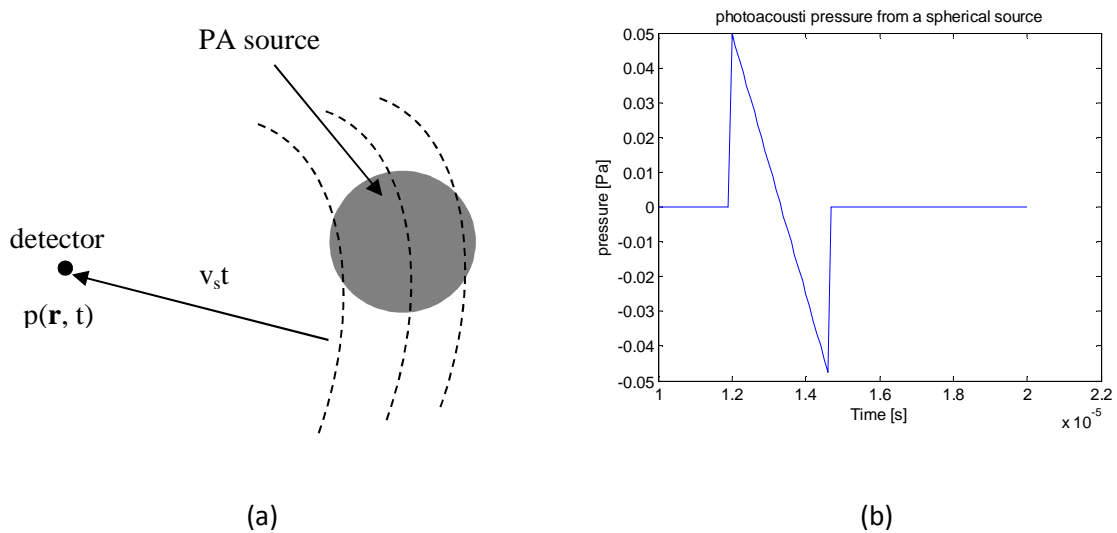 PA source
detector
vst
p(r, t)
(a)
photoacousti pressure from a spherical source
0.05
0.04
0.03
0.02
0.01
0
-0.01
-0.02
-0.03
-0.04
-0.05
pressure [Pa]
1 1.2 1.4 1.6 1.8 2 2.2
Time [s]
x 10-5
(b)